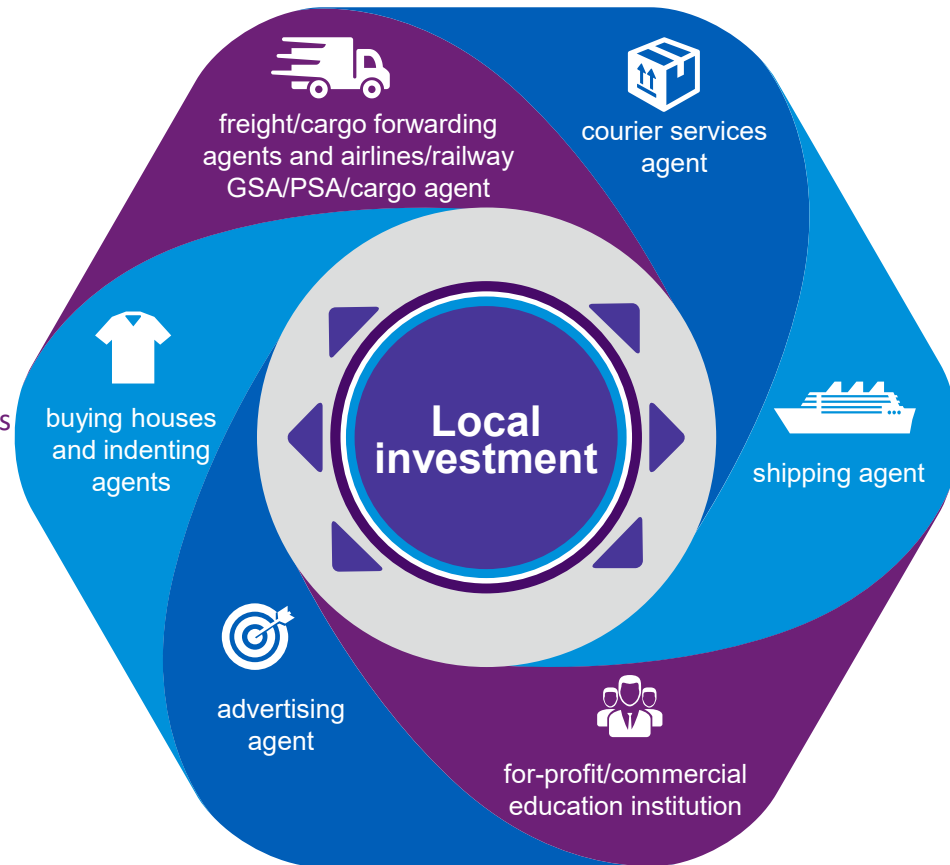 freight/cargo forwarding
agents and airlines/railway
GSA/PSA/cargo agent
courier services
agent
s
buying houses
and indenting
agents
Local
investment
shipping agent
advertising
agent
for-profit/commercial
education institution